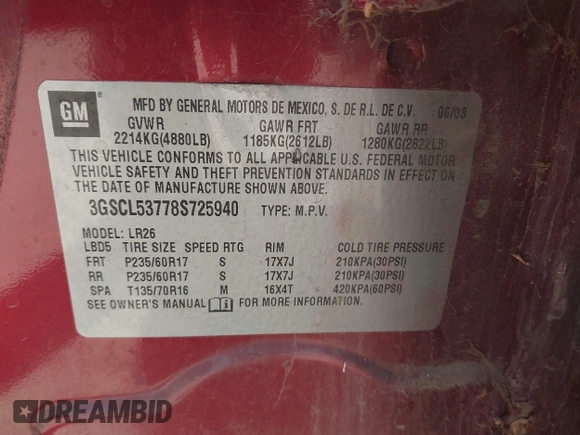 GM ®
MFD BY GENERAL MOTORS DE MEXICO, S. DE R.L. DE C.V. 06/08
GVWR GAWR FRT GAWR RR
2214KG(4880LB) 1185KG(2612LB) 1280KG(2822LB)
THIS VEHICLE CONFORMS TO ALL APPLICABLE U.S. FEDERAL MOTOR
VEHICLE SAFETY AND THEFT PREVENTION STANDARDS IN EFFECT ON
THE DATE OF MANUFACTURE SHOWN ABOVE.
3GSCL53778S725940 TYPE: M.P.V.
MODEL: LR26
LBD5 TIRE SIZE SPEED RTG RIM COLD TIRE PRESSURE
FRT P235/60R17 S 17X7J 210KPA(30PSI)
RR P235/60R17 S 17X7J 210KPA(30PSI)
SPA T135/70R16 M 16X4T 420KPA(60PSI)
SEE OWNER'S MANUAL FOR MORE INFORMATION.
DREAMBID